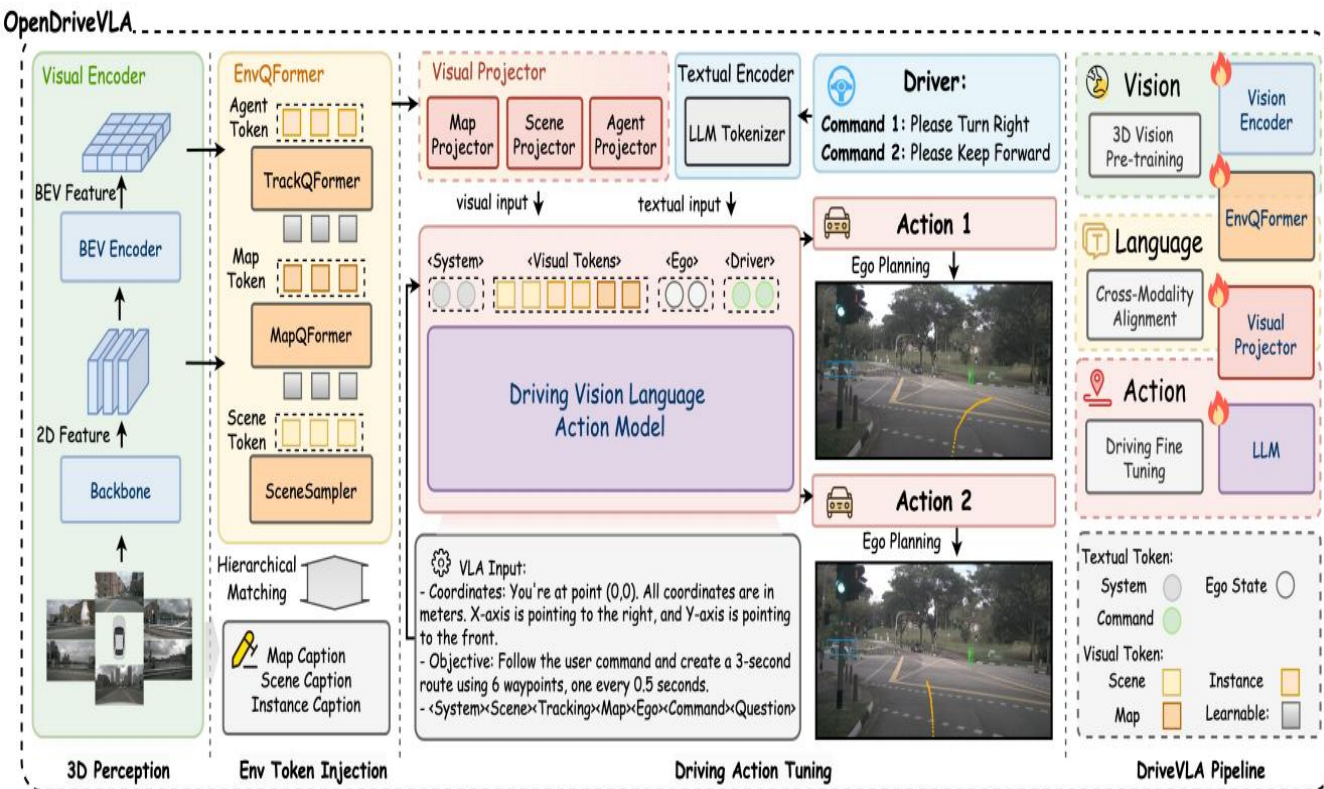 OpenDriveVLA
Visual Encoder
BEV Feature
BEV Encoder
2D Feature
Backbone
3D Perception
EnvQFormer
Agent
Token
TrackQFormer
Map
Token
MapQFormer
Scene
Token
SceneSampler
Hierarchical
Matching
Map Caption
Scene Caption
Instance Caption
Env Token Injection
Visual Projector
Map
Projector
Scene
Projector
Agent
Projector
visual input
Textual Encoder
LLM Tokenizer
textual input
Driver:
Command 1: Please Turn Right
Command 2: Please Keep Forward
<System>
<Visual Tokens>
<Ego>
<Driver>
Driving Vision Language
Action Model
VLA Input:
- Coordinates: You're at point (0,0). All coordinates are in
meters. X-axis is pointing to the right, and Y-axis is pointing
to the front.
- Objective: Follow the user command and create a 3-second
route using 6 waypoints, one every 0.5 seconds.
- <System><Scene><Tracking><Map><Ego><Command><Question>
Action 1
Ego Planning
Action 2
Ego Planning
Driving Action Tuning
Vision
3D Vision
Pre-training
Vision
Encoder
EnvQFormer
T
Language
Cross-Modality
Alignment
Visual
Projector
Action
Driving Fine
Tuning
LLM
Textual Token:
System
Ego State
Command
Visual Token:
Scene
Instance
Map
Learnable:
DriveVLA Pipeline